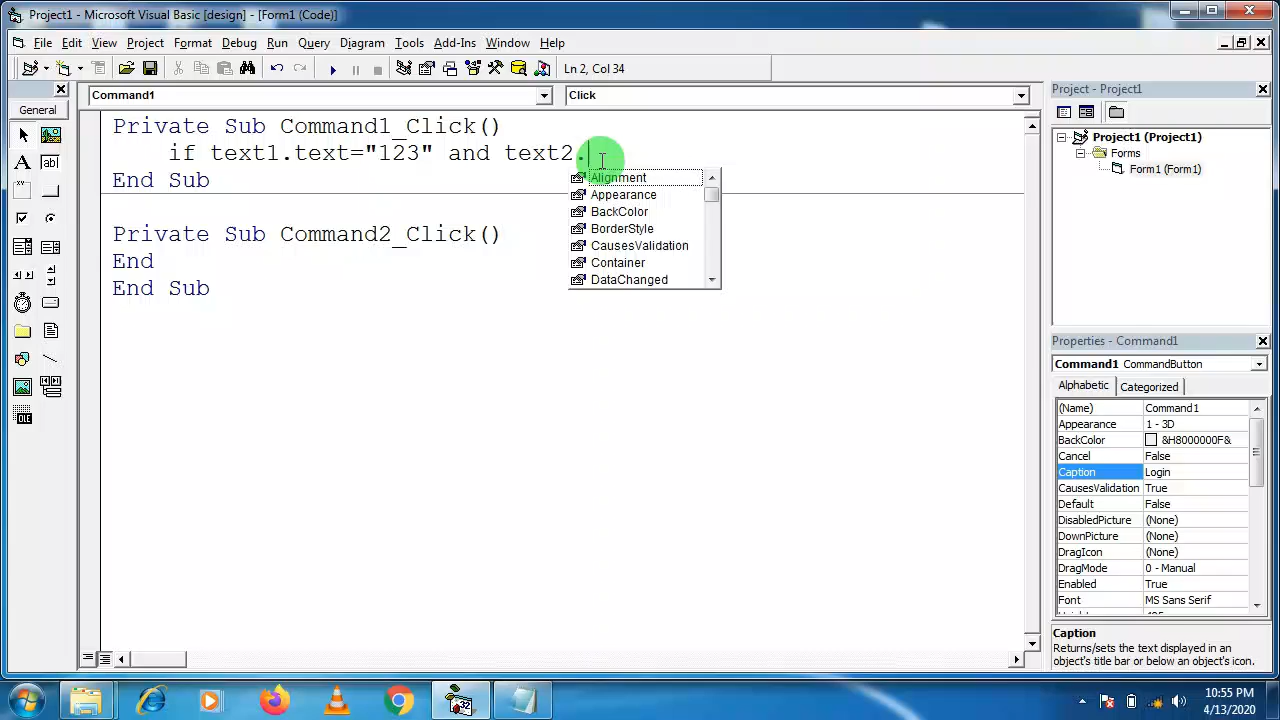 Project1 - Microsoft Visual Basic [design] - [Form1 (Code)]
File Edit View Project Format Debug Run Query Diagram Tools Add-Ins Window Help
Ln 2, Col 34
General
Command1
Click
Private Sub Command1_Click()
if text1.text="123" and text2.
End Sub
Private Sub Command2_Click()
End
End Sub
Alignment
Appearance
BackColor
BorderStyle
CausesValidation
Container
DataChanged
Project - Project1
Project1 (Project1)
Forms
Form1 (Form1)
Properties - Command1
Command1 CommandButton
Alphabetic Categorized
(Name) Command1
Appearance 1 - 3D
BackColor &H8000000F&
Cancel False
Caption Login
CausesValidation True
Default False
DisabledPicture (None)
DownPicture (None)
DragIcon (None)
DragMode 0 - Manual
Enabled True
Font MS Sans Serif
Caption
Returns/sets the text displayed in an
object's title bar or below an object's icon.
A
ab|
OLE
32
10:55 PM
4/13/2020